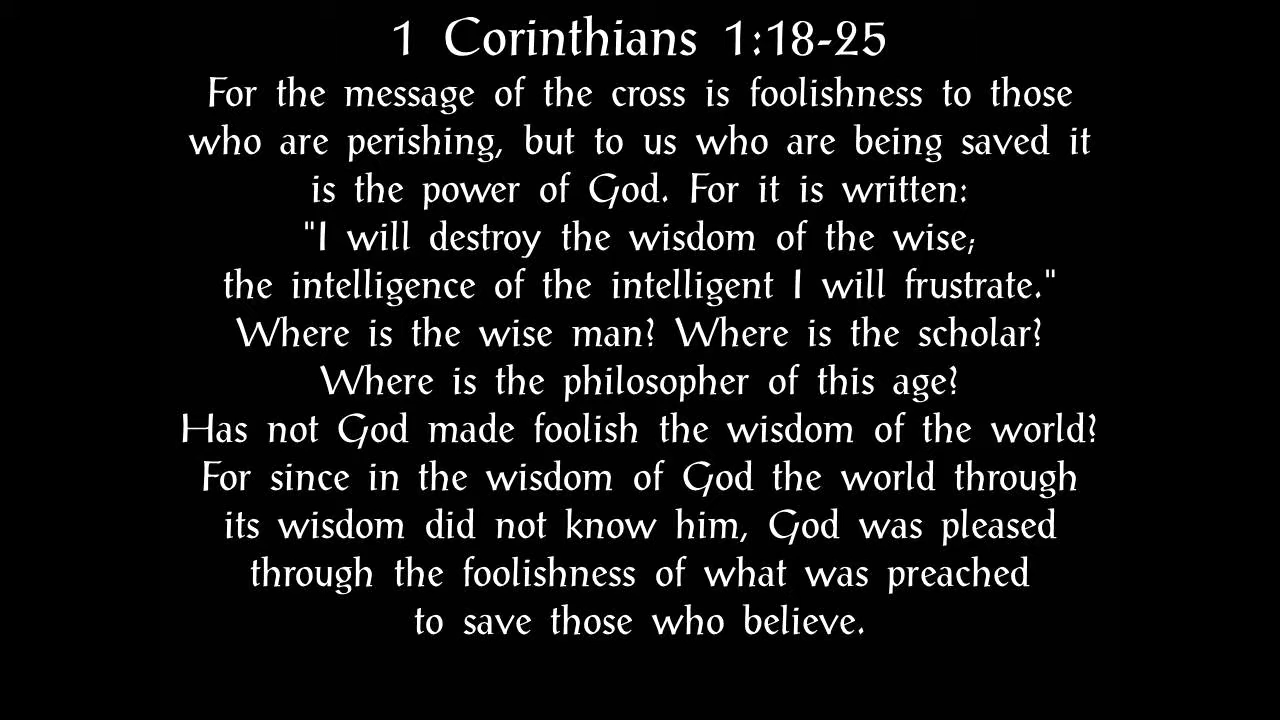 1 Corinthians 1:18-25
For the message of the cross is foolishness to those
who are perishing, but to us who are being saved it
is the power of God. For it is written:
"I will destroy the wisdom of the wise;
the intelligence of the intelligent I will frustrate."
Where is the wise man? Where is the scholar?
Where is the philosopher of this age?
Has not God made foolish the wisdom of the world?
For since in the wisdom of God the world through
its wisdom did not know him, God was pleased
through the foolishness of what was preached
to save those who believe.